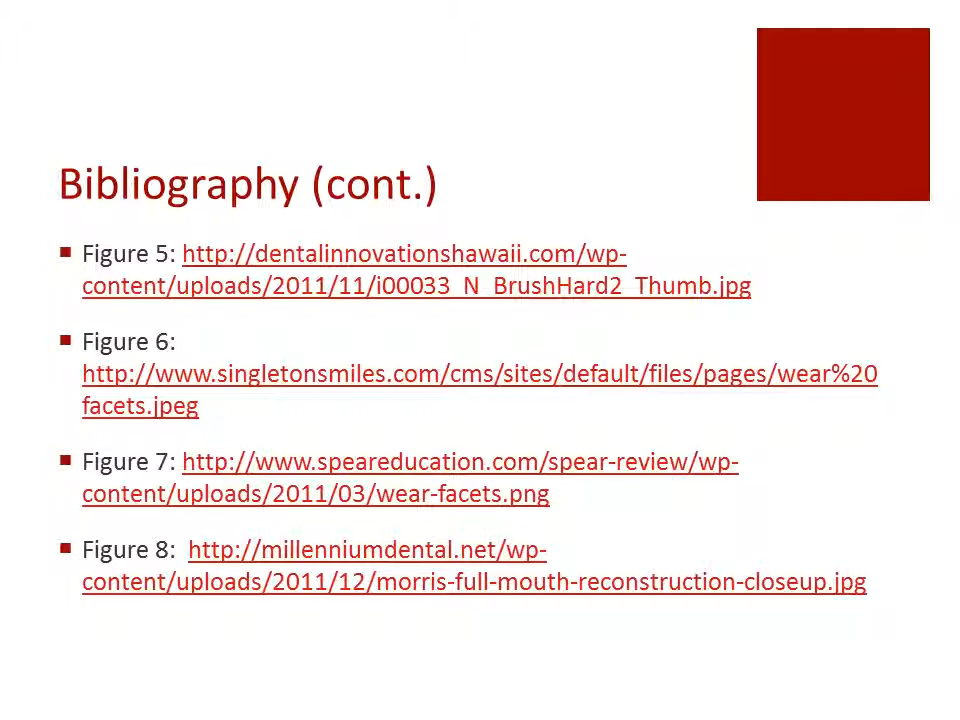 Bibliography (cont.)
Figure 5: http://dentalinnovationshawaii.com/wp-
content/uploads/2011/11/i00033_N_BrushHard2_Thumb.jpg
Figure 6:
http://www.singletonsmiles.com/cms/sites/default/files/pages/wear%20
facets.jpeg
Figure 7: http://www.speareducation.com/spear-review/wp-
content/uploads/2011/03/wear-facets.png
Figure 8: http://millenniumdental.net/wp-
content/uploads/2011/12/morris-full-mouth-reconstruction-closeup.jpg